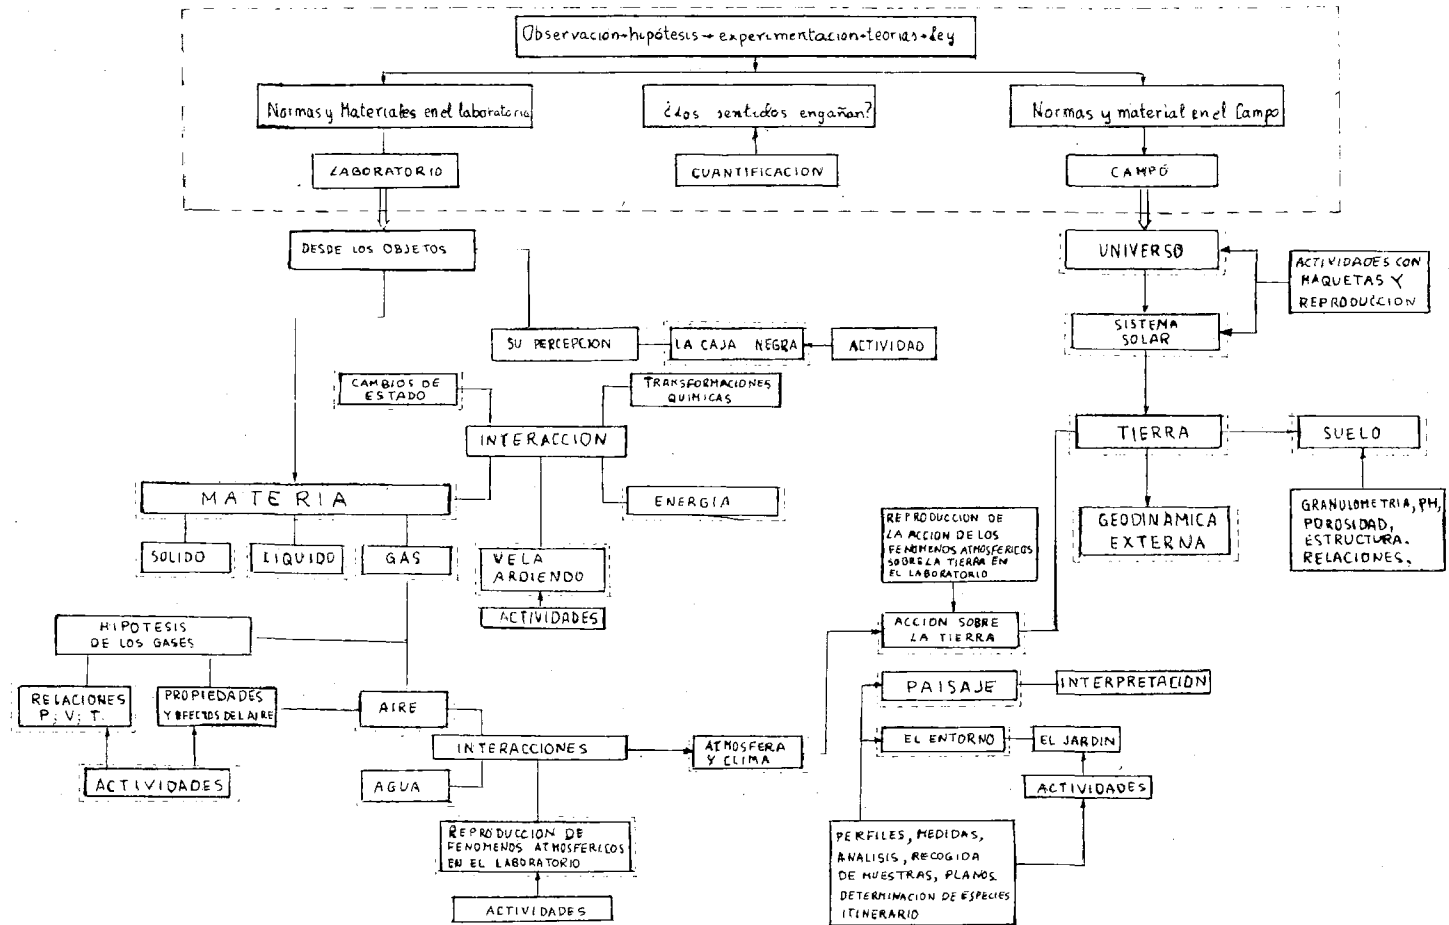 Observacion→hipótesis→experimentacion→teorias→Ley
Normas y Materiales en el laboratorio
¿Los sentidos engañan?
Normas y material en el Campo
LABORATORIO
CUANTIFICACION
CAMPO
DESDE LOS OBJETOS
UNIVERSO
ACTIVIDADES CON
MAQUETAS Y
REPRODUCCION
SISTEMA
SOLAR
SU PERCEPCION
LA CAJA NEGRA
ACTIVIDAD
CAMBIOS DE
ESTADO
TRANSFORMACIONES
QUIMICAS
INTERACCION
TIERRA
SUELO
MATERIA
ENERGÍA
SOLIDO
LIQUIDO
GAS
VELA
ARDIENDO
ACTIVIDADES
REPRODUCCION DE
LA ACCION DE LOS
FENOMENOS ATMOSFERICOS
SOBRE LA TIERRA EN
EL LABORATORIO
GEODINAMICA
EXTERNA
GRANULOMETRIA, PH,
POROSIDAD,
ESTRUCTURA.
RELACIONES.
HIPOTESIS
DE LOS GASES
ACCION SOBRE
LA TIERRA
RELACIONES
P; V; T.
PROPIEDADES
Y EFECTOS DEL AIRE
AIRE
PAISAJE
INTERPRETACION
INTERACCIONES
ATMOSFERA
Y CLIMA
EL ENTORNO
EL JARDIN
ACTIVIDADES
AGUA
ACTIVIDADES
REPRODUCCION DE
FENOMENOS ATMOSFERICOS
EN EL LABORATORIO
ACTIVIDADES
PERFILES, MEDIDAS,
ANALISIS, RECOGIDA
DE MUESTRAS, PLANOS
DETERMINACION DE ESPECIES
ITINERARIO